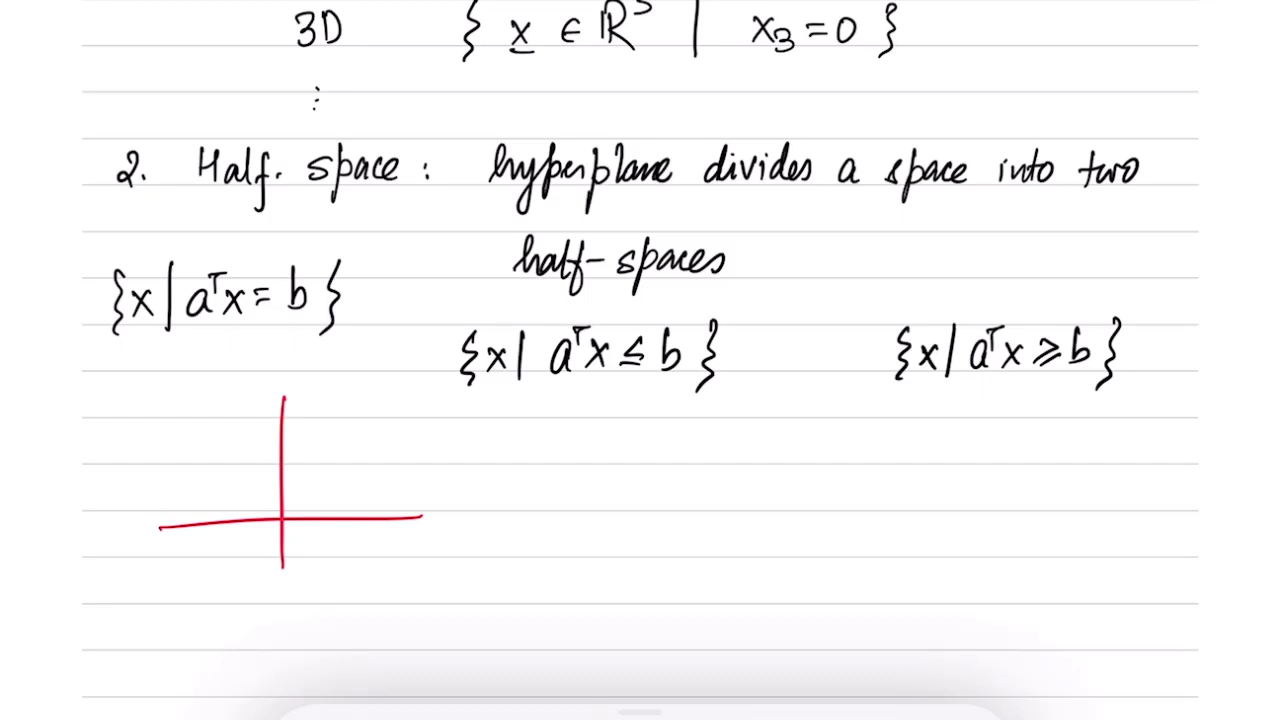 3D { x ∈ ℝ³ | x₃ = 0 }
⋮
2. Half-space: hyperplane divides a space into two
half-spaces
{x | aᵀx = b}
{x | aᵀx ≤ b} {x | aᵀx ≥ b}